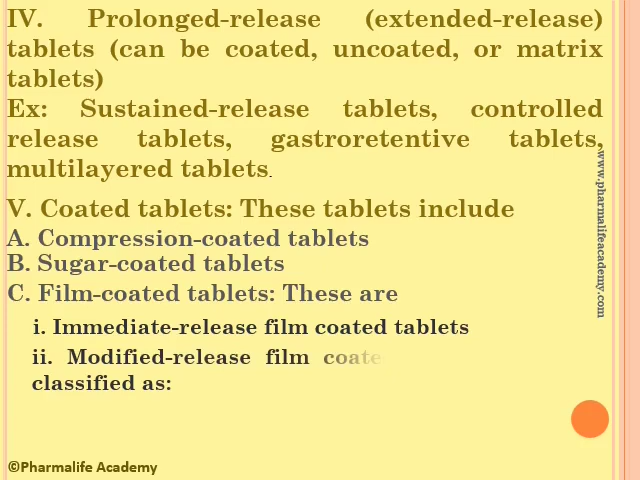 IV. Prolonged-release (extended-release)
tablets (can be coated, uncoated, or matrix
tablets)
Ex: Sustained-release tablets, controlled
release tablets, gastroretentive tablets,
multilayered tablets.
V. Coated tablets: These tablets include
A. Compression-coated tablets
B. Sugar-coated tablets
C. Film-coated tablets: These are
i. Immediate-release film coated tablets
ii. Modified-release film coate
classified as:
www.pharmalifeacademy.com
©Pharmalife Academy